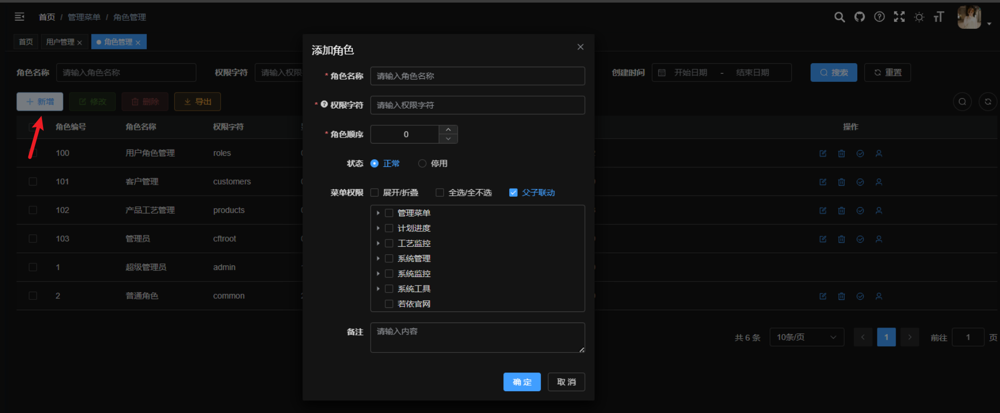 首页 / 管理菜单 / 角色管理
首页 用户管理 × 角色管理 ×
角色名称 请输入角色名称 权限字符 请输入权限 创建时间 开始日期 - 结束日期 搜索 重置
新增 修改 删除 导出
角色编号 角色名称 权限字符 操作
100 用户角色管理 roles
101 客户管理 customers
102 产品工艺管理 products
103 管理员 cftroot
1 超级管理员 admin
2 普通角色 common
共 6 条 10条/页 1 前往 1 页
添加角色
* 角色名称 请输入角色名称
* 权限字符 请输入权限字符
* 角色顺序 0
状态 正常 停用
菜单权限 展开/折叠 全选/全不选 父子联动
管理菜单
计划进度
工艺监控
系统管理
系统监控
系统工具
若依官网
备注 请输入内容
确 定 取 消